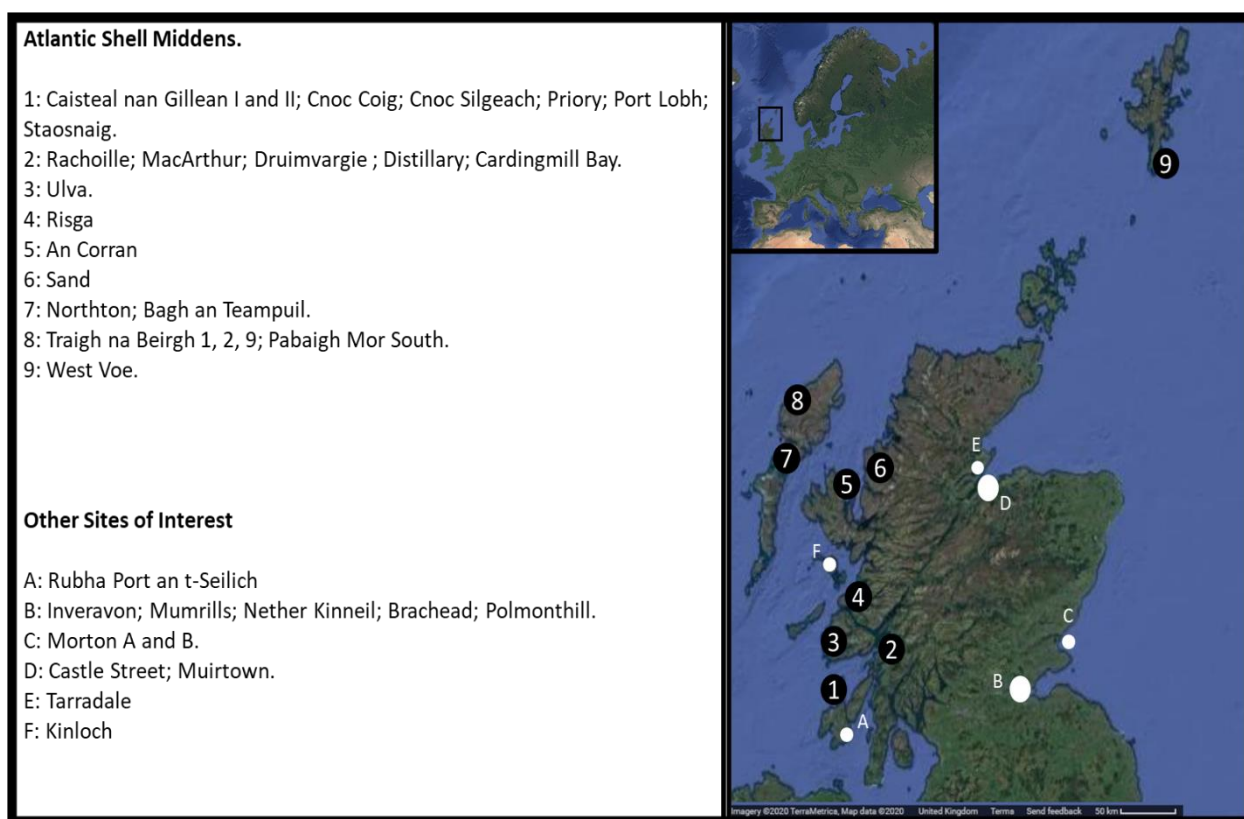 Atlantic Shell Middens.
1: Caisteal nan Gillean I and II; Cnoc Coig; Cnoc Silgeach; Priory; Port Lobh;
Staosnaig.
2: Rachoille; MacArthur; Druimvargie ; Distillary; Cardingmill Bay.
3: Ulva.
4: Risga
5: An Corran
6: Sand
7: Northton; Bagh an Teampuil.
8: Traigh na Beirgh 1, 2, 9; Pabaigh Mor South.
9: West Voe.
Other Sites of Interest
A: Rubha Port an t-Seilich
B: Inveravon; Mumrills; Nether Kinneil; Brachead; Polmonthill.
C: Morton A and B.
D: Castle Street; Muirtown.
E: Tarradale
F: Kinloch
9
8
E
7
6
5
D
F
4
C
3
2
B
1
A
Imagery ©2020 TerraMetrics, Map data ©2020 United Kingdom Terms Send feedback 50 km